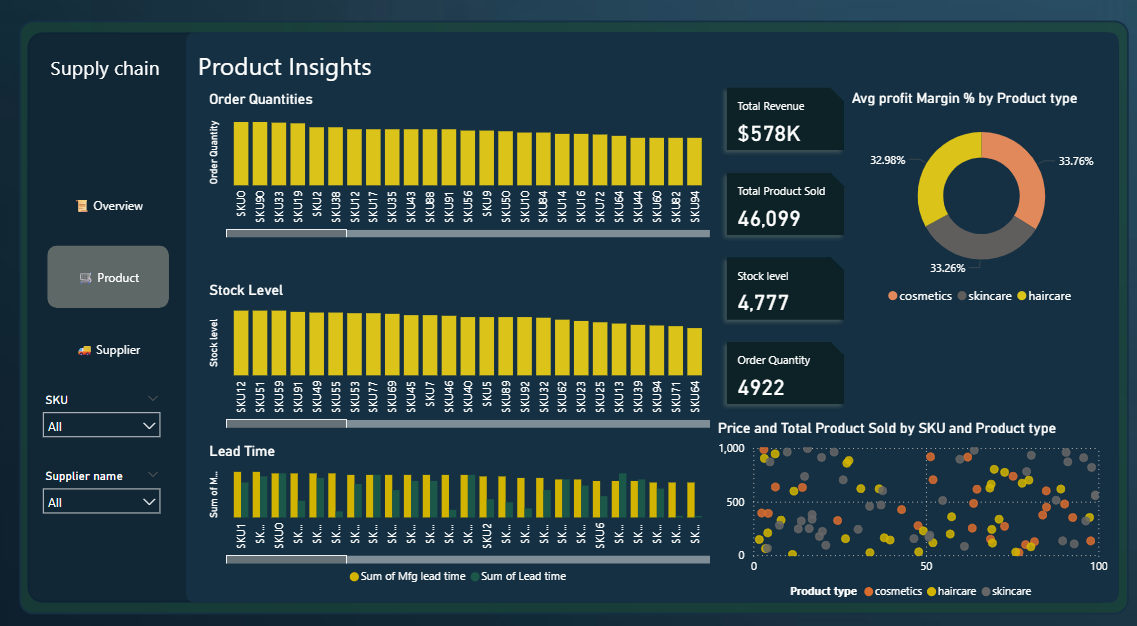 Supply chain
Overview
Product
Supplier
SKU
All
Supplier name
All
Product Insights
Order Quantities
Order Quantity
SKU0
SKU90
SKU33
SKU19
SKU2
SKU38
SKU12
SKU17
SKU35
SKU43
SKU88
SKU91
SKU56
SKU9
SKU50
SKU10
SKU84
SKU14
SKU16
SKU72
SKU64
SKU44
SKU60
SKU82
SKU94
Stock Level
Stock level
SKU12
SKU51
SKU59
SKU91
SKU49
SKU55
SKU53
SKU77
SKU69
SKU45
SKU7
SKU46
SKU40
SKU5
SKU89
SKU92
SKU32
SKU62
SKU23
SKU25
SKU13
SKU39
SKU94
SKU71
SKU64
Lead Time
Sum of M...
SKU1
SK...
SKU0
SK...
SK...
SK...
SK...
SK...
SK...
SK...
SK...
SK...
SK...
SKU2
SK...
SK...
SK...
SK...
SK...
SKU6
SK...
SK...
SK...
SK...
SK...
Sum of Mfg lead time
Sum of Lead time
Total Revenue
$578K
Total Product Sold
46,099
Stock level
4,777
Order Quantity
4922
Avg profit Margin % by Product type
32.98%
33.76%
33.26%
cosmetics
skincare
haircare
Price and Total Product Sold by SKU and Product type
1,000
500
0
0
50
100
Product type
cosmetics
haircare
skincare